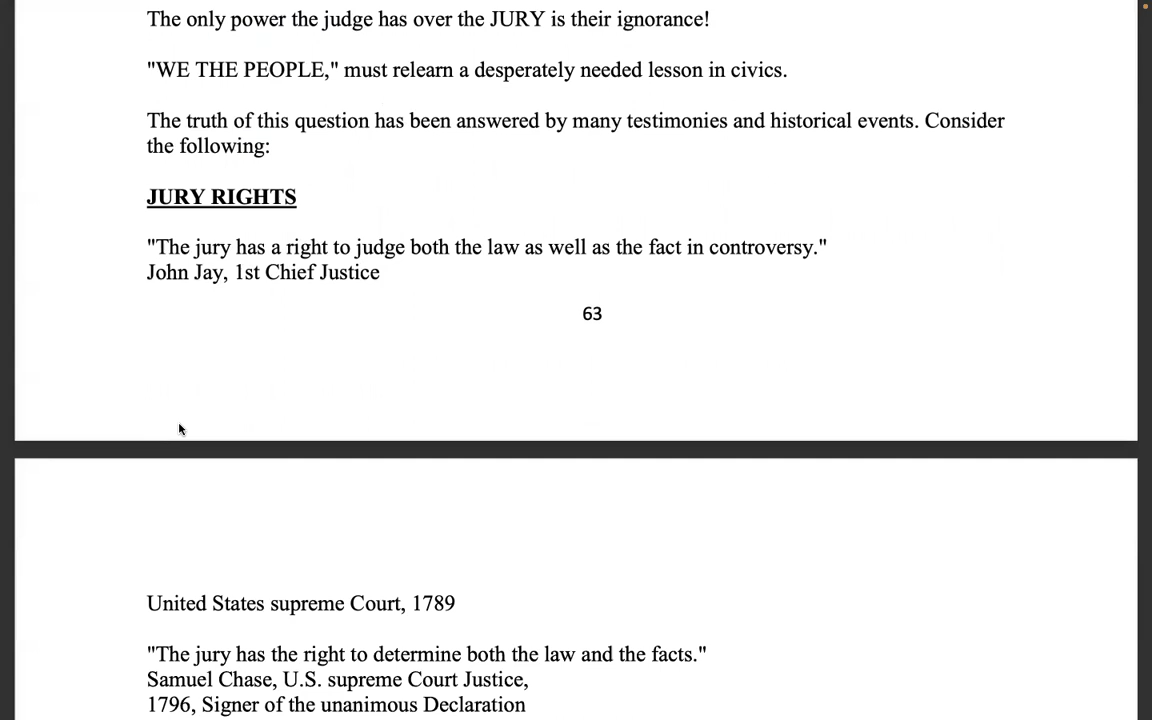 The only power the judge has over the JURY is their ignorance!
"WE THE PEOPLE," must relearn a desperately needed lesson in civics.
The truth of this question has been answered by many testimonies and historical events. Consider
the following:
JURY RIGHTS
"The jury has a right to judge both the law as well as the fact in controversy."
John Jay, 1st Chief Justice
63
United States supreme Court, 1789
"The jury has the right to determine both the law and the facts."
Samuel Chase, U.S. supreme Court Justice,
1796, Signer of the unanimous Declaration